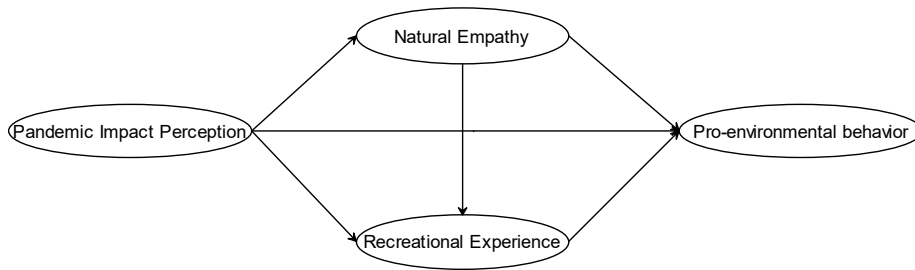 Natural Empathy
Pandemic Impact Perception
Pro-environmental behavior
Recreational Experience